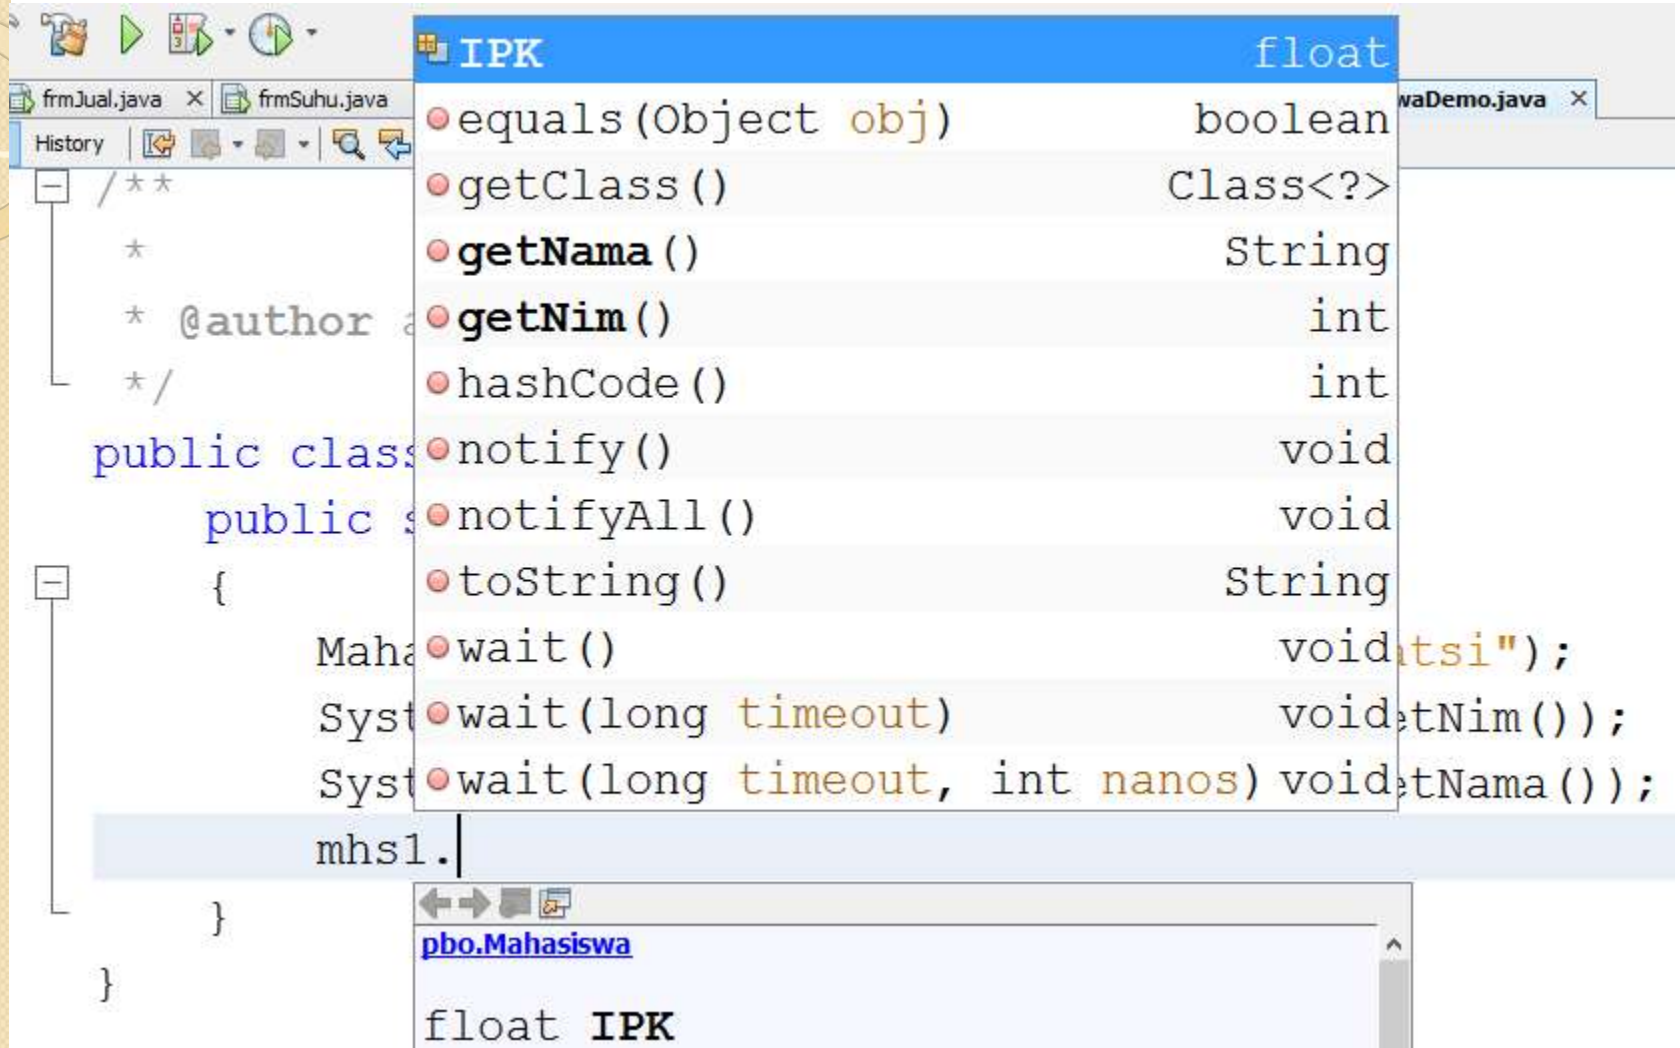 IPK float
frmJual.java frmSuhu.java waDemo.java
equals(Object obj) boolean
History
getClass() Class<?>
/**
getNama() String
*
getNim() int
* @author
hashCode() int
*/
notify() void
public clas
notifyAll() void
public
toString() String
{
wait() void
Maha tsi");
wait(long timeout) void
Syst tNim());
wait(long timeout, int nanos) void
Syst tNama());
mhs1.
}
pbo.Mahasiswa
}
float IPK